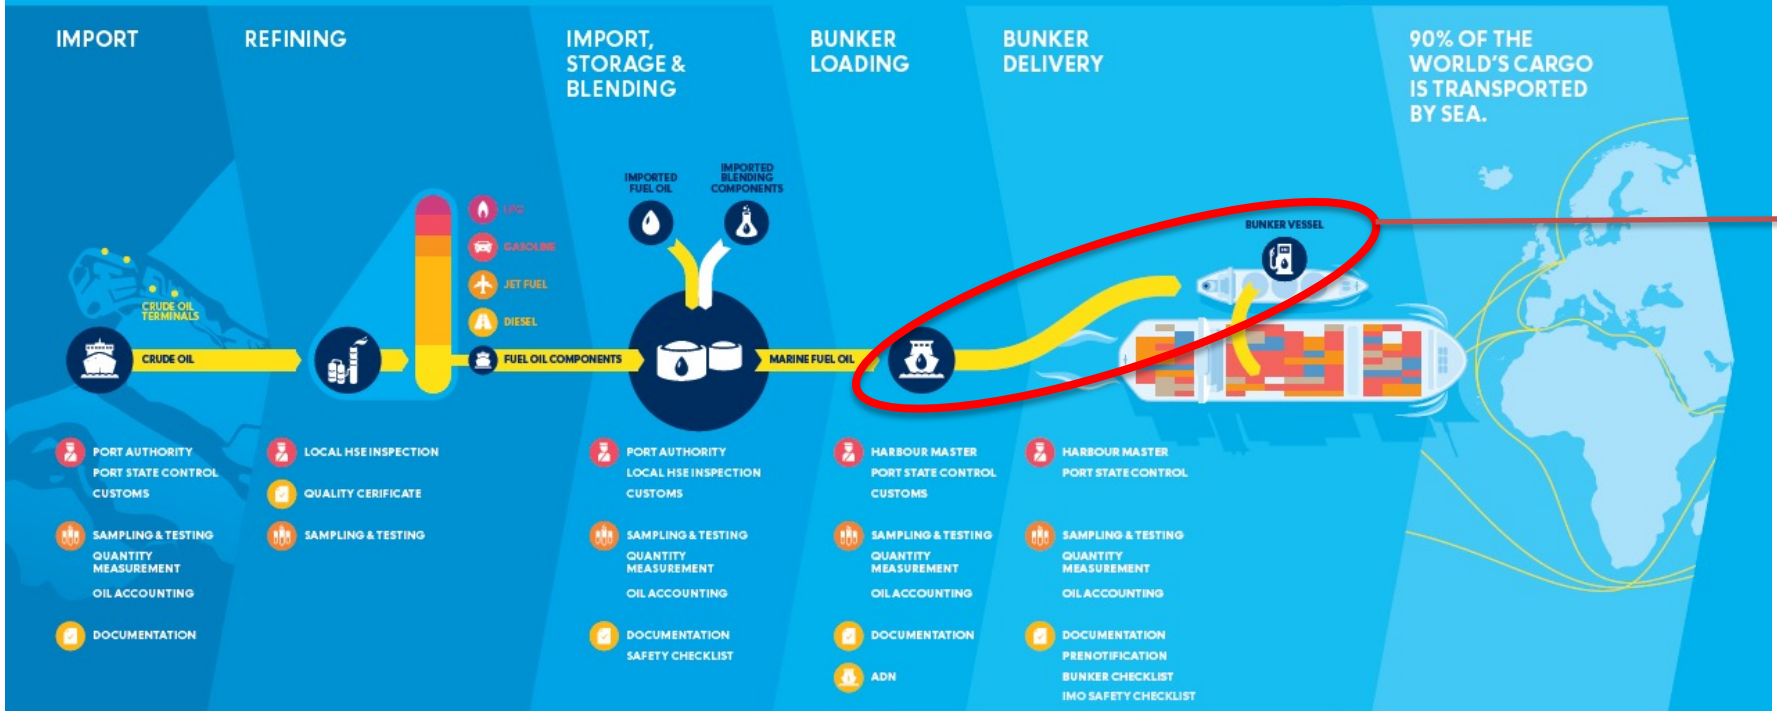 IMPORT
REFINING
IMPORT,
STORAGE &
BLENDING
BUNKER
LOADING
BUNKER
DELIVERY
90% OF THE
WORLD'S CARGO
IS TRANSPORTED
BY SEA.
IMPORTED
FUEL OIL
IMPORTED
BLENDING
COMPONENTS
LPG
GASOLINE
JET FUEL
DIESEL
BUNKER VESSEL
CRUDE OIL
TERMINALS
CRUDE OIL
FUEL OIL COMPONENTS
MARINE FUEL OIL
PORT AUTHORITY
PORT STATE CONTROL
CUSTOMS
SAMPLING & TESTING
QUANTITY
MEASUREMENT
OIL ACCOUNTING
DOCUMENTATION
LOCAL HSE INSPECTION
QUALITY CERIFICATE
SAMPLING & TESTING
PORT AUTHORITY
LOCAL HSE INSPECTION
CUSTOMS
SAMPLING & TESTING
QUANTITY
MEASUREMENT
OIL ACCOUNTING
DOCUMENTATION
SAFETY CHECKLIST
HARBOUR MASTER
PORT STATE CONTROL
CUSTOMS
SAMPLING & TESTING
QUANTITY
MEASUREMENT
OIL ACCOUNTING
DOCUMENTATION
ADN
HARBOUR MASTER
PORT STATE CONTROL
SAMPLING & TESTING
QUANTITY
MEASUREMENT
OIL ACCOUNTING
DOCUMENTATION
PRENOTIFICATION
BUNKER CHECKLIST
IMO SAFETY CHECKLIST